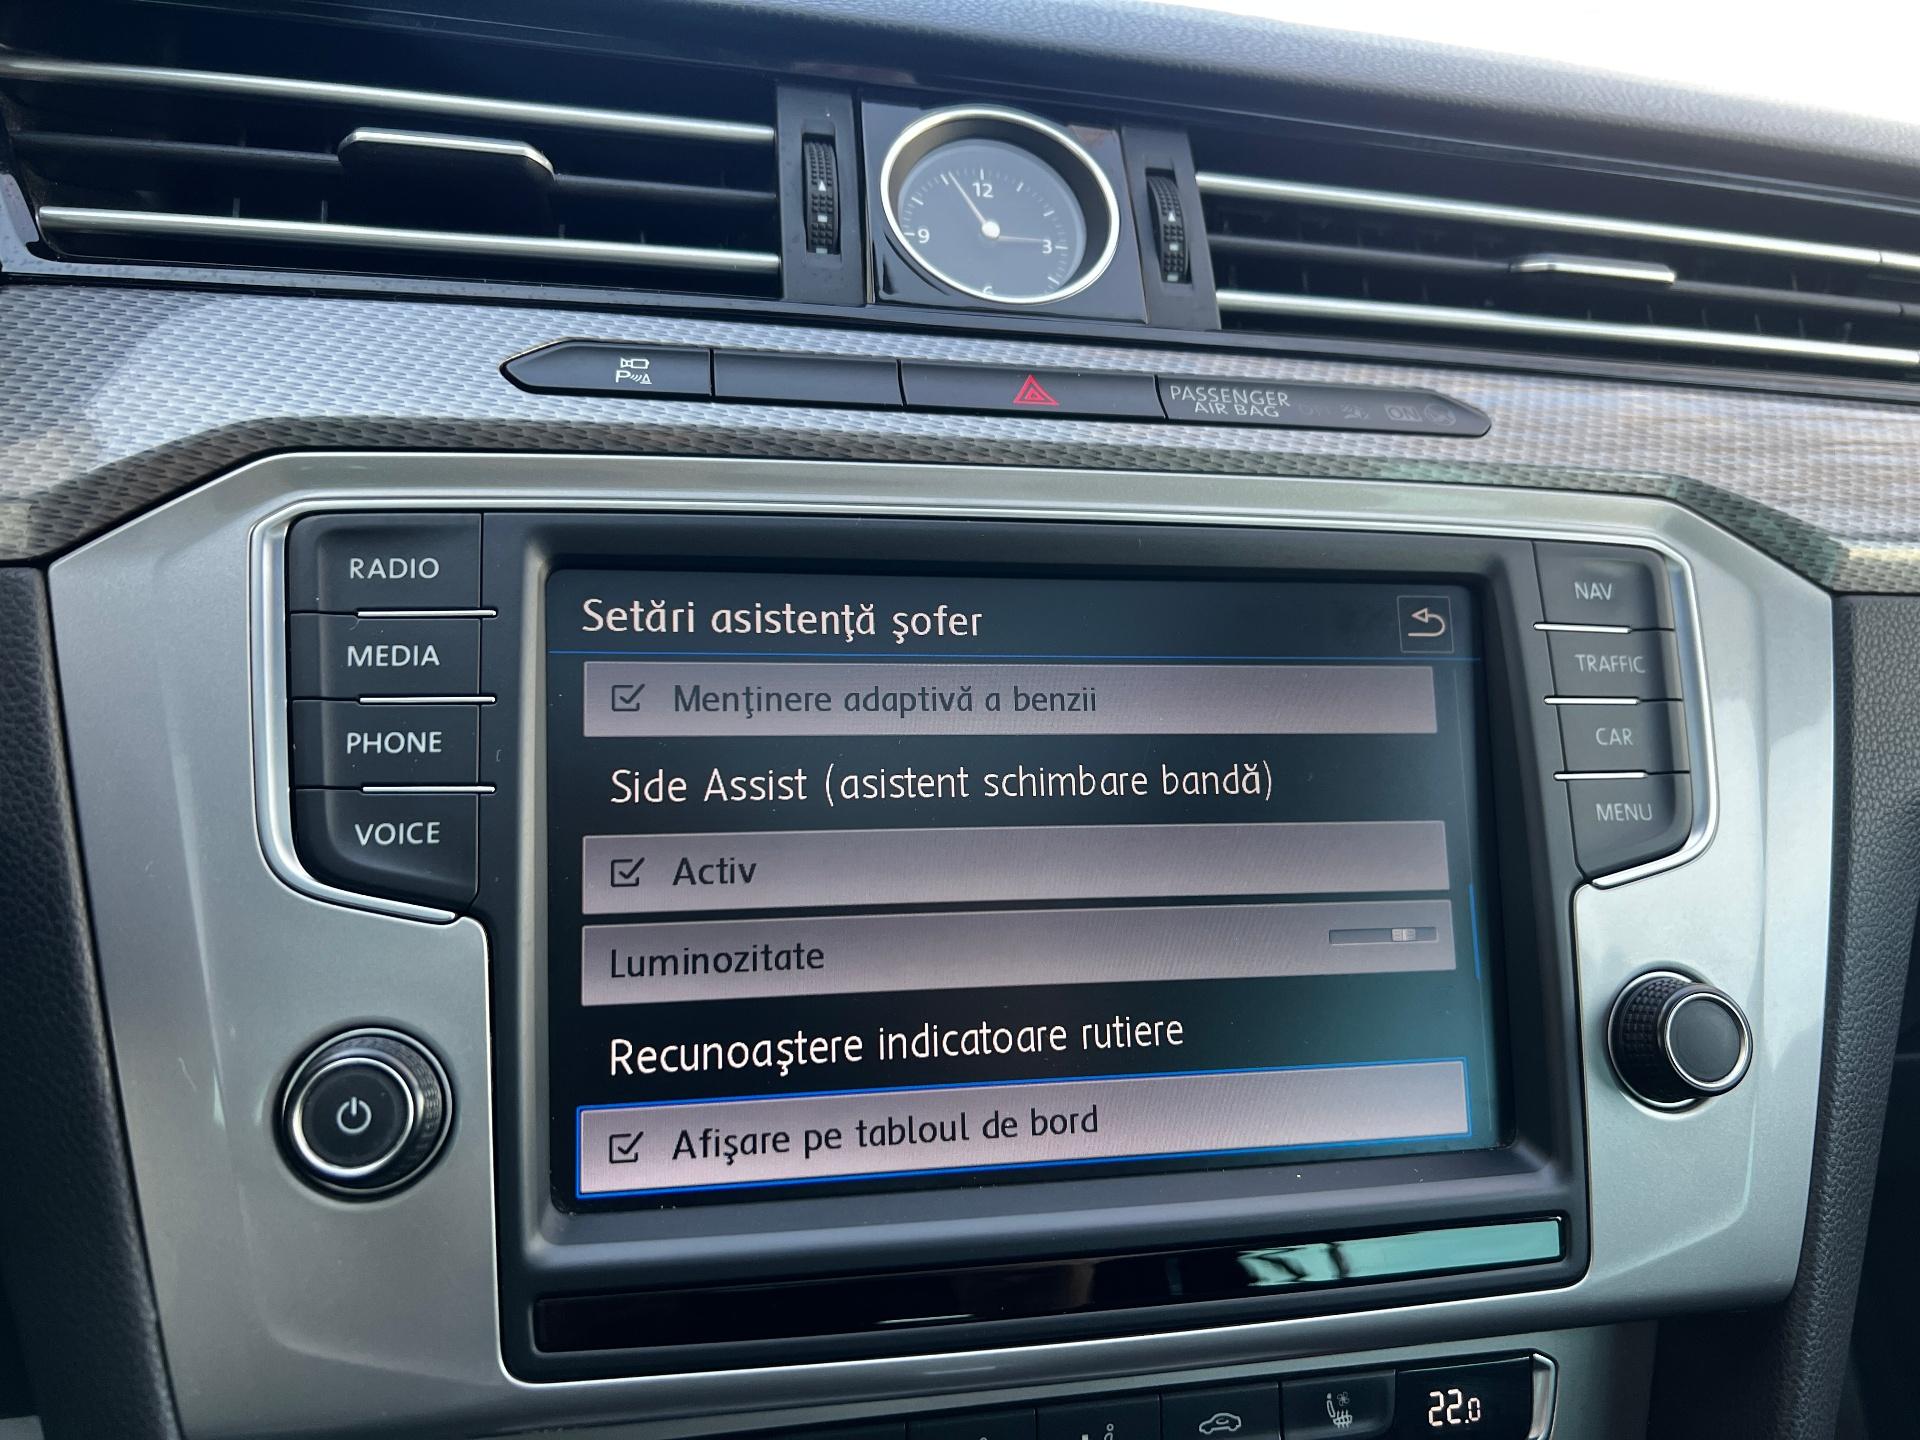 12
9
3
6
P
PASSENGER
AIR BAG
ON
RADIO
MEDIA
PHONE
VOICE
Setări asistenţă şofer
Menţinere adaptivă a benzii
Side Assist (asistent schimbare bandă)
Activ
Luminozitate
Recunoaştere indicatoare rutiere
Afişare pe tabloul de bord
NAV
TRAFFIC
CAR
MENU
22.0